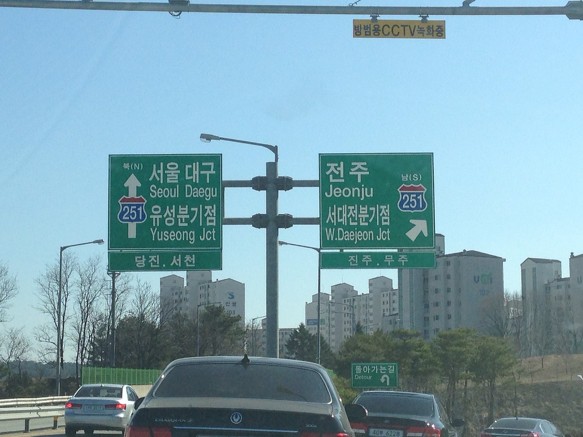 방범용CCTV녹화중
북(N)
서울 대구
Seoul Daegu
251
유성분기점
Yuseong Jct
당진.서천
전주
남(S)
Jeonju
251
서대전분기점
W.Daejeon Jct
진주.무주
돌아가는길
Detour